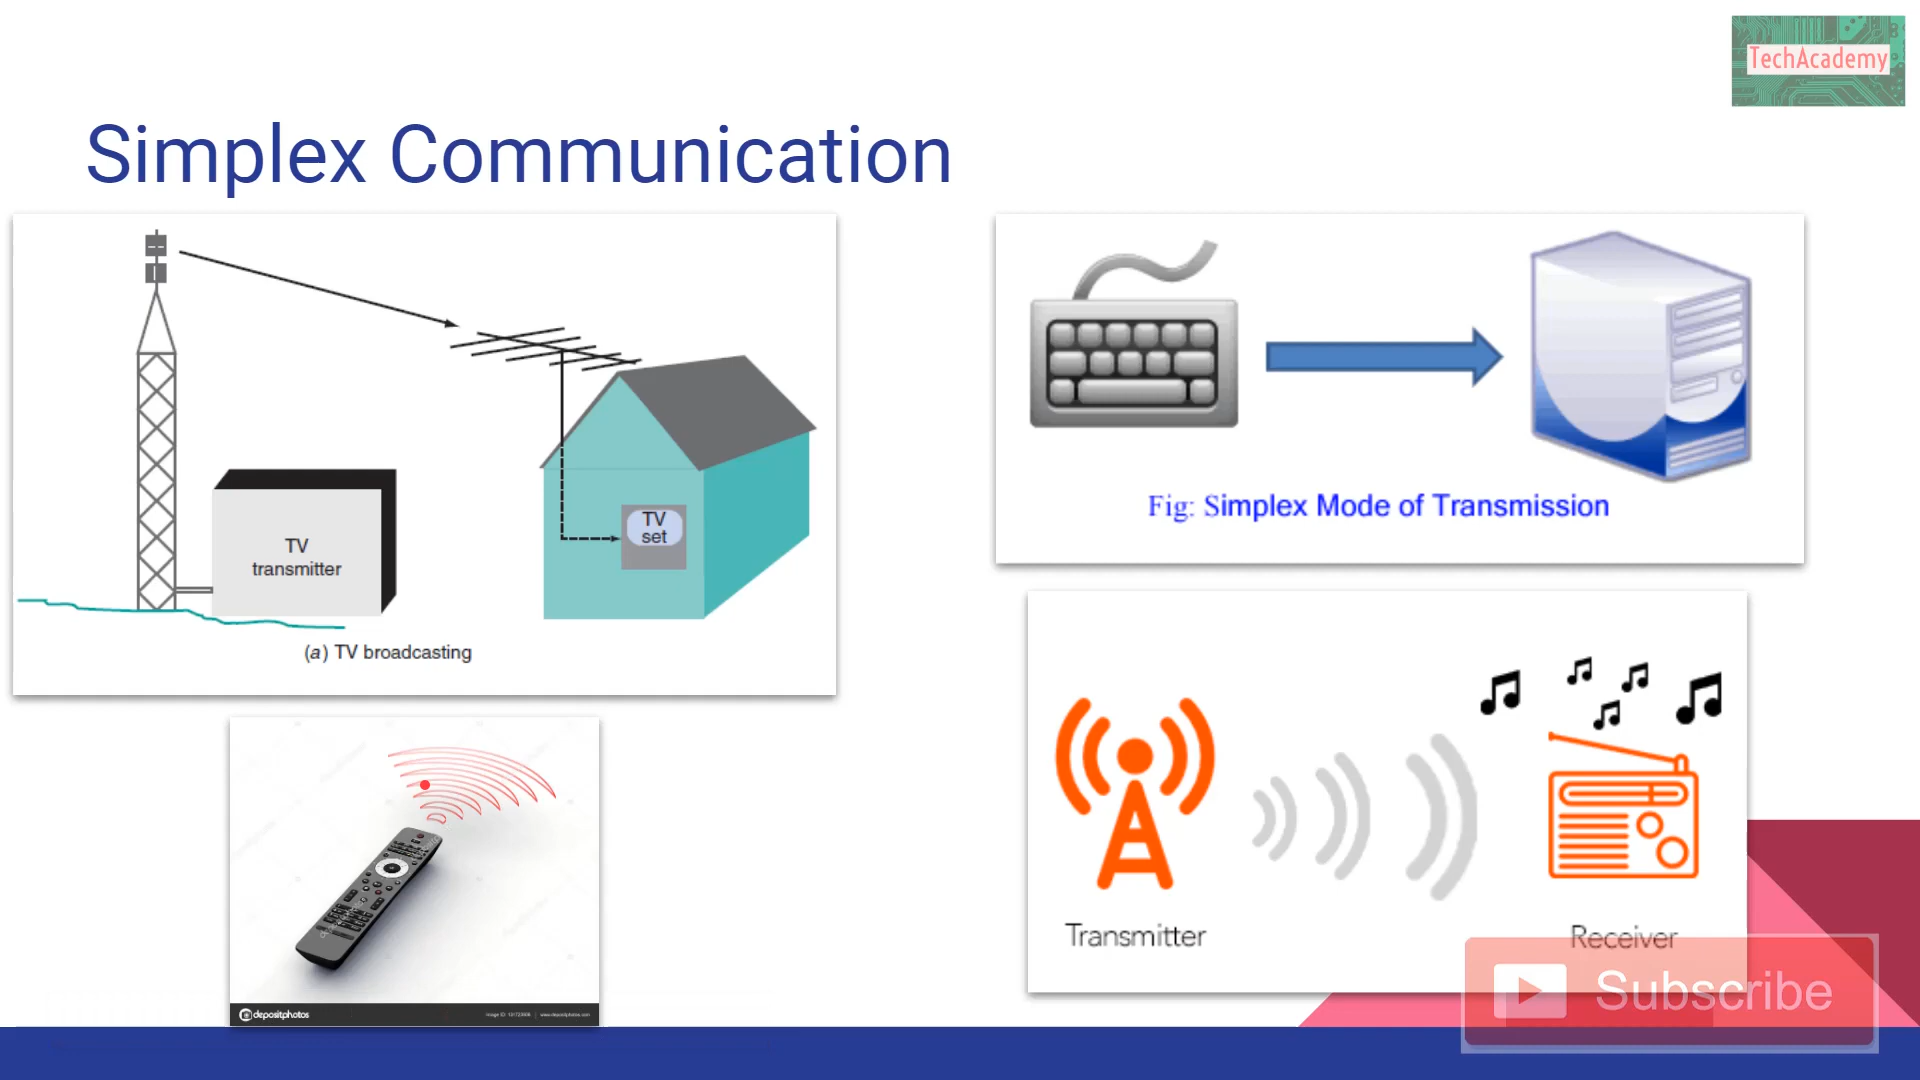 TechAcademy
Simplex Communication
TV
transmitter
TV
set
(a) TV broadcasting
Fig: Simplex Mode of Transmission
Transmitter
Receiver
depositphotos
Subscribe